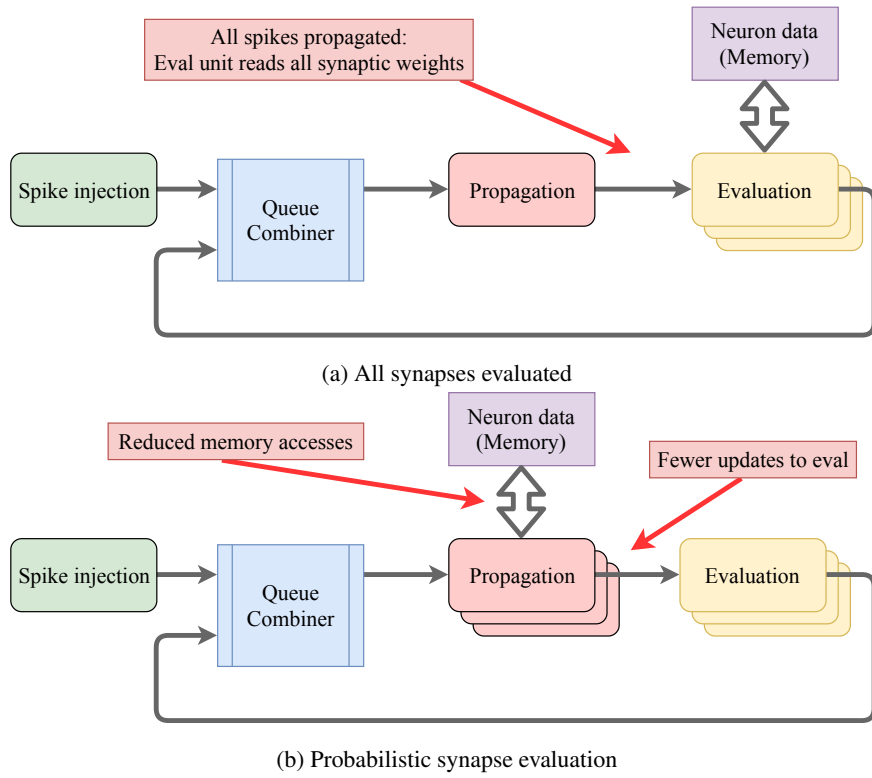 All spikes propagated:
Eval unit reads all synaptic weights
Neuron data
(Memory)
Spike injection
Queue
Combiner
Propagation
Evaluation
(a) All synapses evaluated
Reduced memory accesses
Neuron data
(Memory)
Fewer updates to eval
Spike injection
Queue
Combiner
Propagation
Evaluation
(b) Probabilistic synapse evaluation